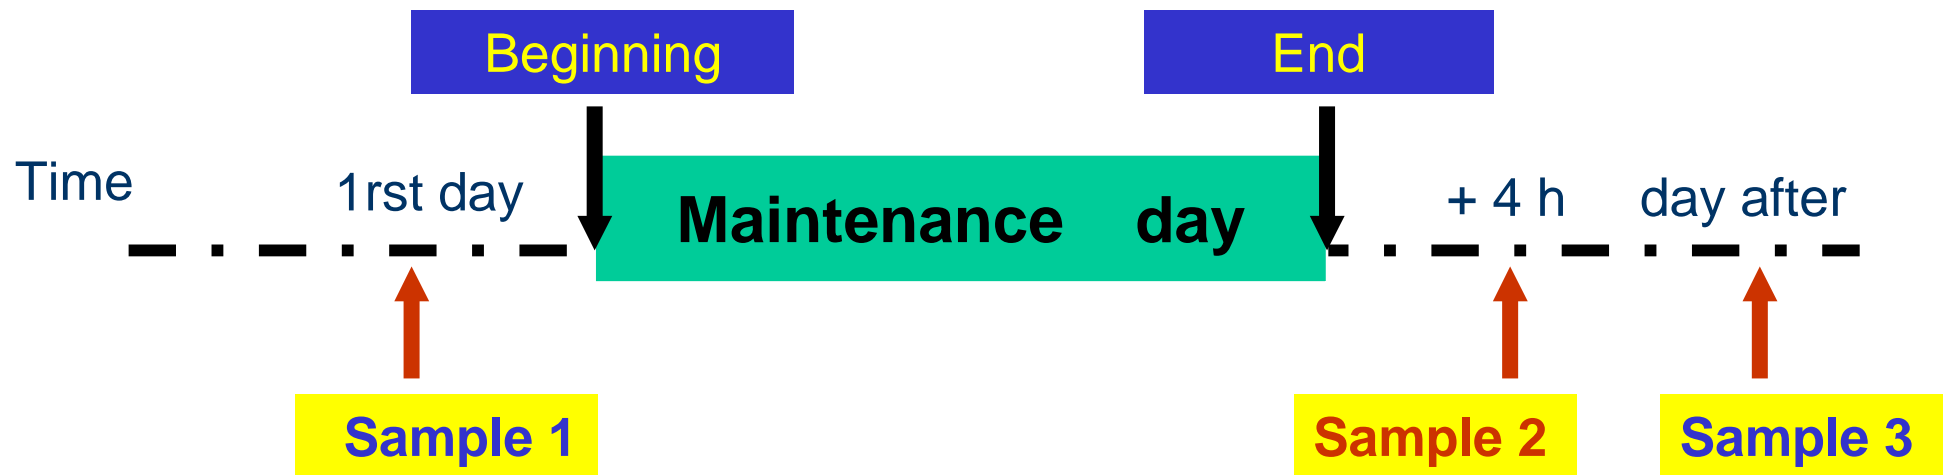 Beginning
End
Time
1rst day
Maintenance day
+ 4 h
day after
Sample 1
Sample 2
Sample 3